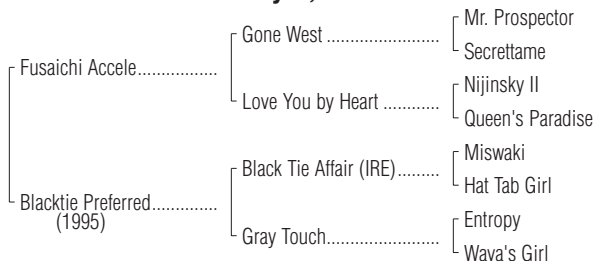 Mr. Prospector
Gone West
Secrettame
Fusaichi Accele
Nijinsky II
Love You by Heart
Queen's Paradise
Miswaki
Black Tie Affair (IRE)
Hat Tab Girl
Blacktie Preferred
(1995)
Entropy
Gray Touch
Wava's Girl